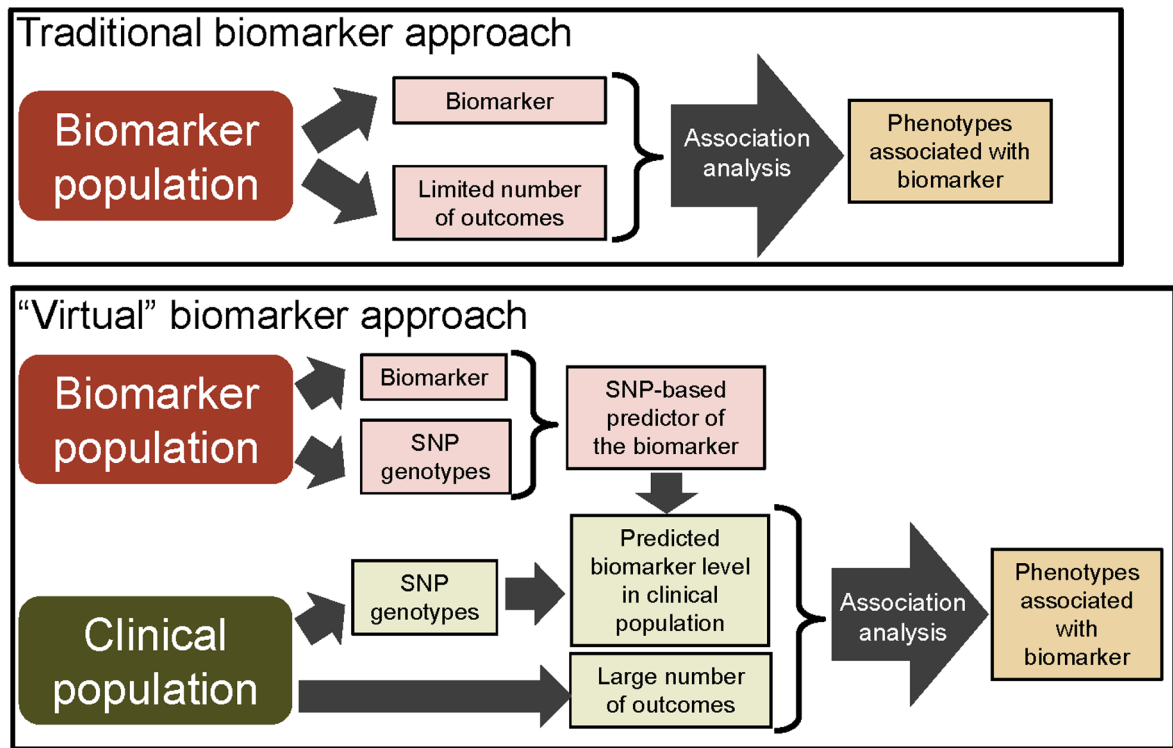 Traditional biomarker approach
Biomarker
population
Biomarker
Limited number
of outcomes
Association
analysis
Phenotypes
associated with
biomarker
“Virtual” biomarker approach
Biomarker
population
Biomarker
SNP
genotypes
SNP-based
predictor of
the biomarker
Clinical
population
SNP
genotypes
Predicted
biomarker level
in clinical
population
Large number
of outcomes
Association
analysis
Phenotypes
associated
with
biomarker